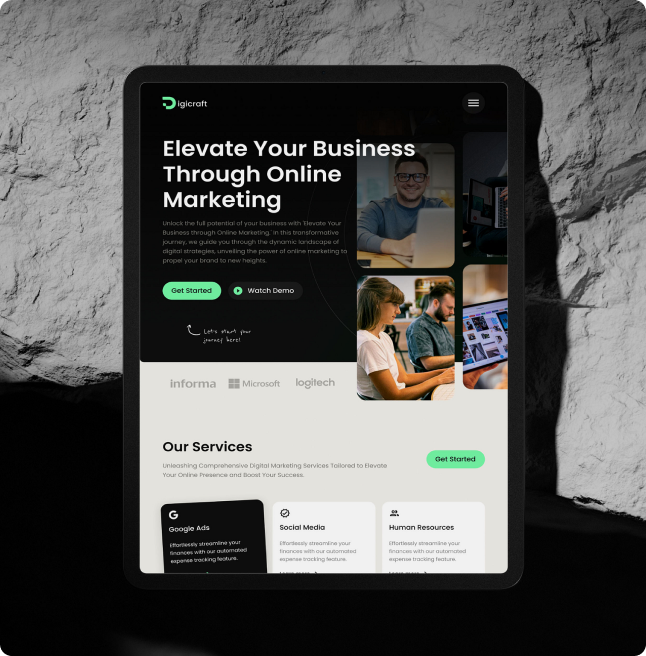 Digicraft
Elevate Your Business
Through Online
Marketing
Unlock the full potential of your business with 'Elevate Your
Business through Online Marketing.' In this transformative
journey, we guide you through the dynamic landscape of
digital strategies, unveiling the power of online marketing to
propel your brand to new heights.
Get Started
Watch Demo
Let's start your
journey here!
informa
Microsoft
logitech
Our Services
Get Started
Unleashing Comprehensive Digital Marketing Services Tailored to Elevate
Your Online Presence and Boost Your Success.
Google Ads
Effortlessly streamline your
finances with our automated
expense tracking feature.
Social Media
Effortlessly streamline your
finances with our automated
expense tracking feature.
Human Resources
Effortlessly streamline your
finances with our automated
expense tracking feature.